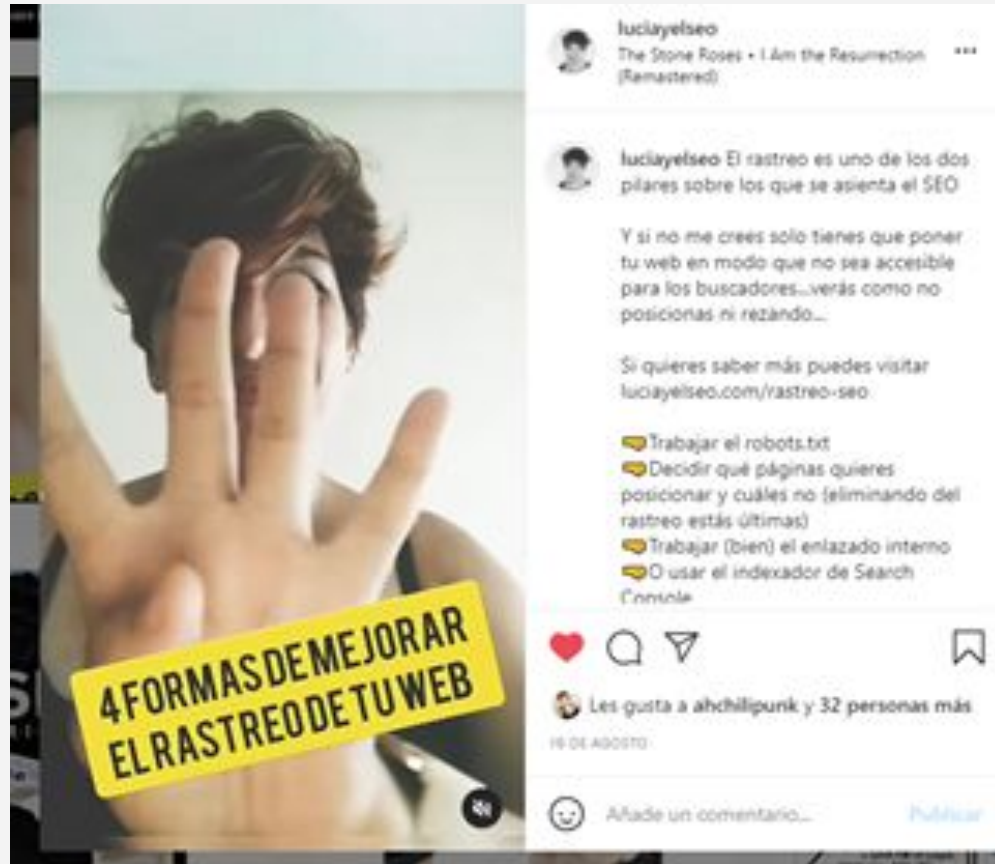 luciayelseo
The Stone Roses • I Am the Resurrection
(Remastered)
luciayelseo El rastreo es uno de los dos
pilares sobre los que se asienta el SEO
Y si no me crees solo tienes que poner
tu web en modo que no sea accesible
para los buscadores...verás como no
posicionas ni rezando...
Si quieres saber más puedes visitar
luciayelseo.com/rastreo-seo
🤜Trabajar el robots.txt
🤜Decidir qué páginas quieres
posicionar y cuáles no (eliminando del
rastreo estás últimas)
🤜Trabajar (bien) el enlazado interno
🤜O usar el indexador de Search
Console
4 FORMAS DE MEJORAR
EL RASTREO DE TU WEB
Les gusta a ahchilipunk y 32 personas más
Añade un comentario...
Publicar